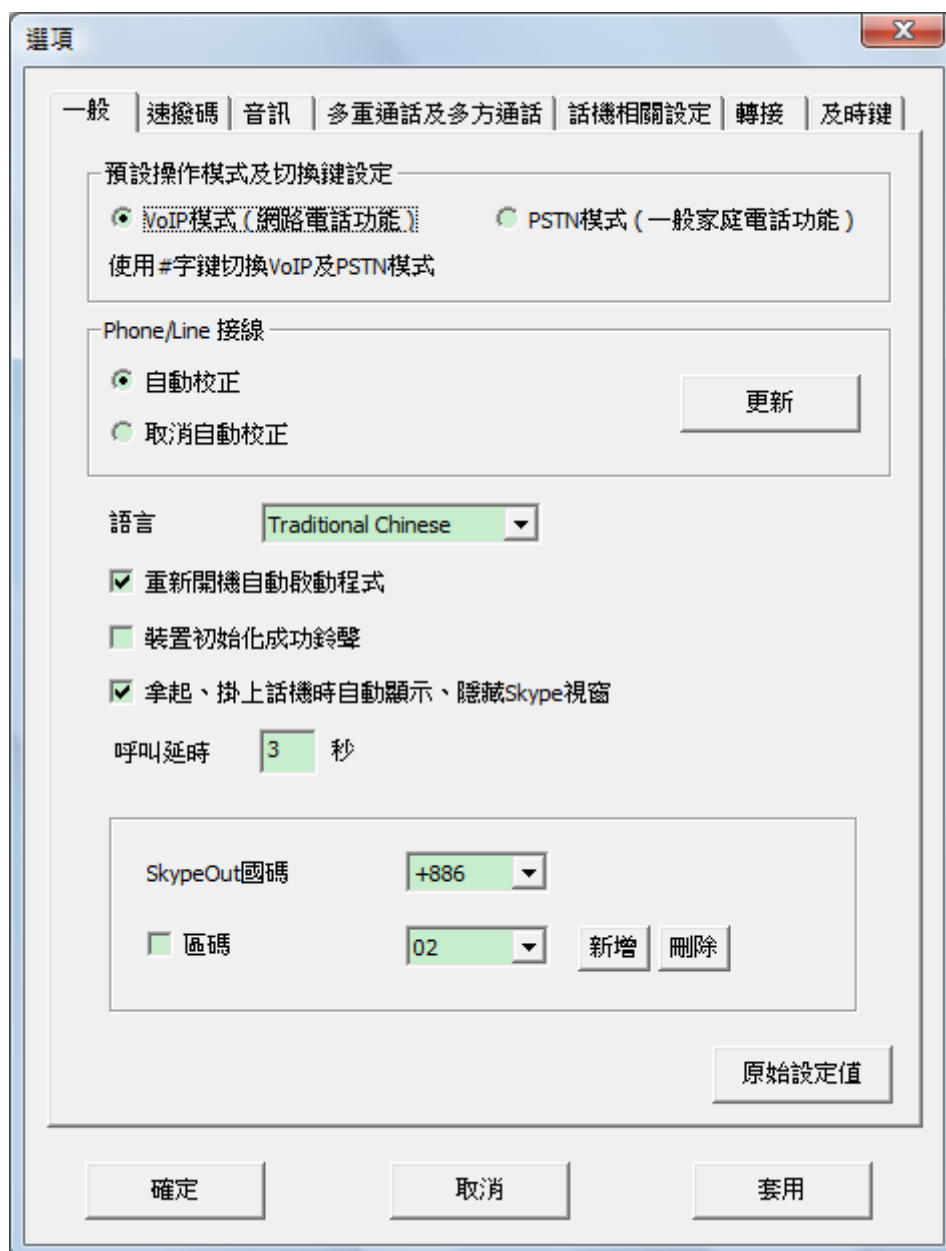 選項
一般 速撥碼 音訊 多重通話及多方通話 話機相關設定 轉接 及時鍵
預設操作模式及切換鍵設定
VoIP模式(網路電話功能) PSTN模式(一般家庭電話功能)
使用#字鍵切換VoIP及PSTN模式
Phone/Line 接線
自動校正
更新
取消自動校正
語言 Traditional Chinese
重新開機自動啟動程式
裝置初始化成功鈴聲
拿起、掛上話機時自動顯示、隱藏Skype視窗
呼叫延時 3 秒
SkypeOut國碼 +886
區碼 02 新增 刪除
原始設定值
確定 取消 套用